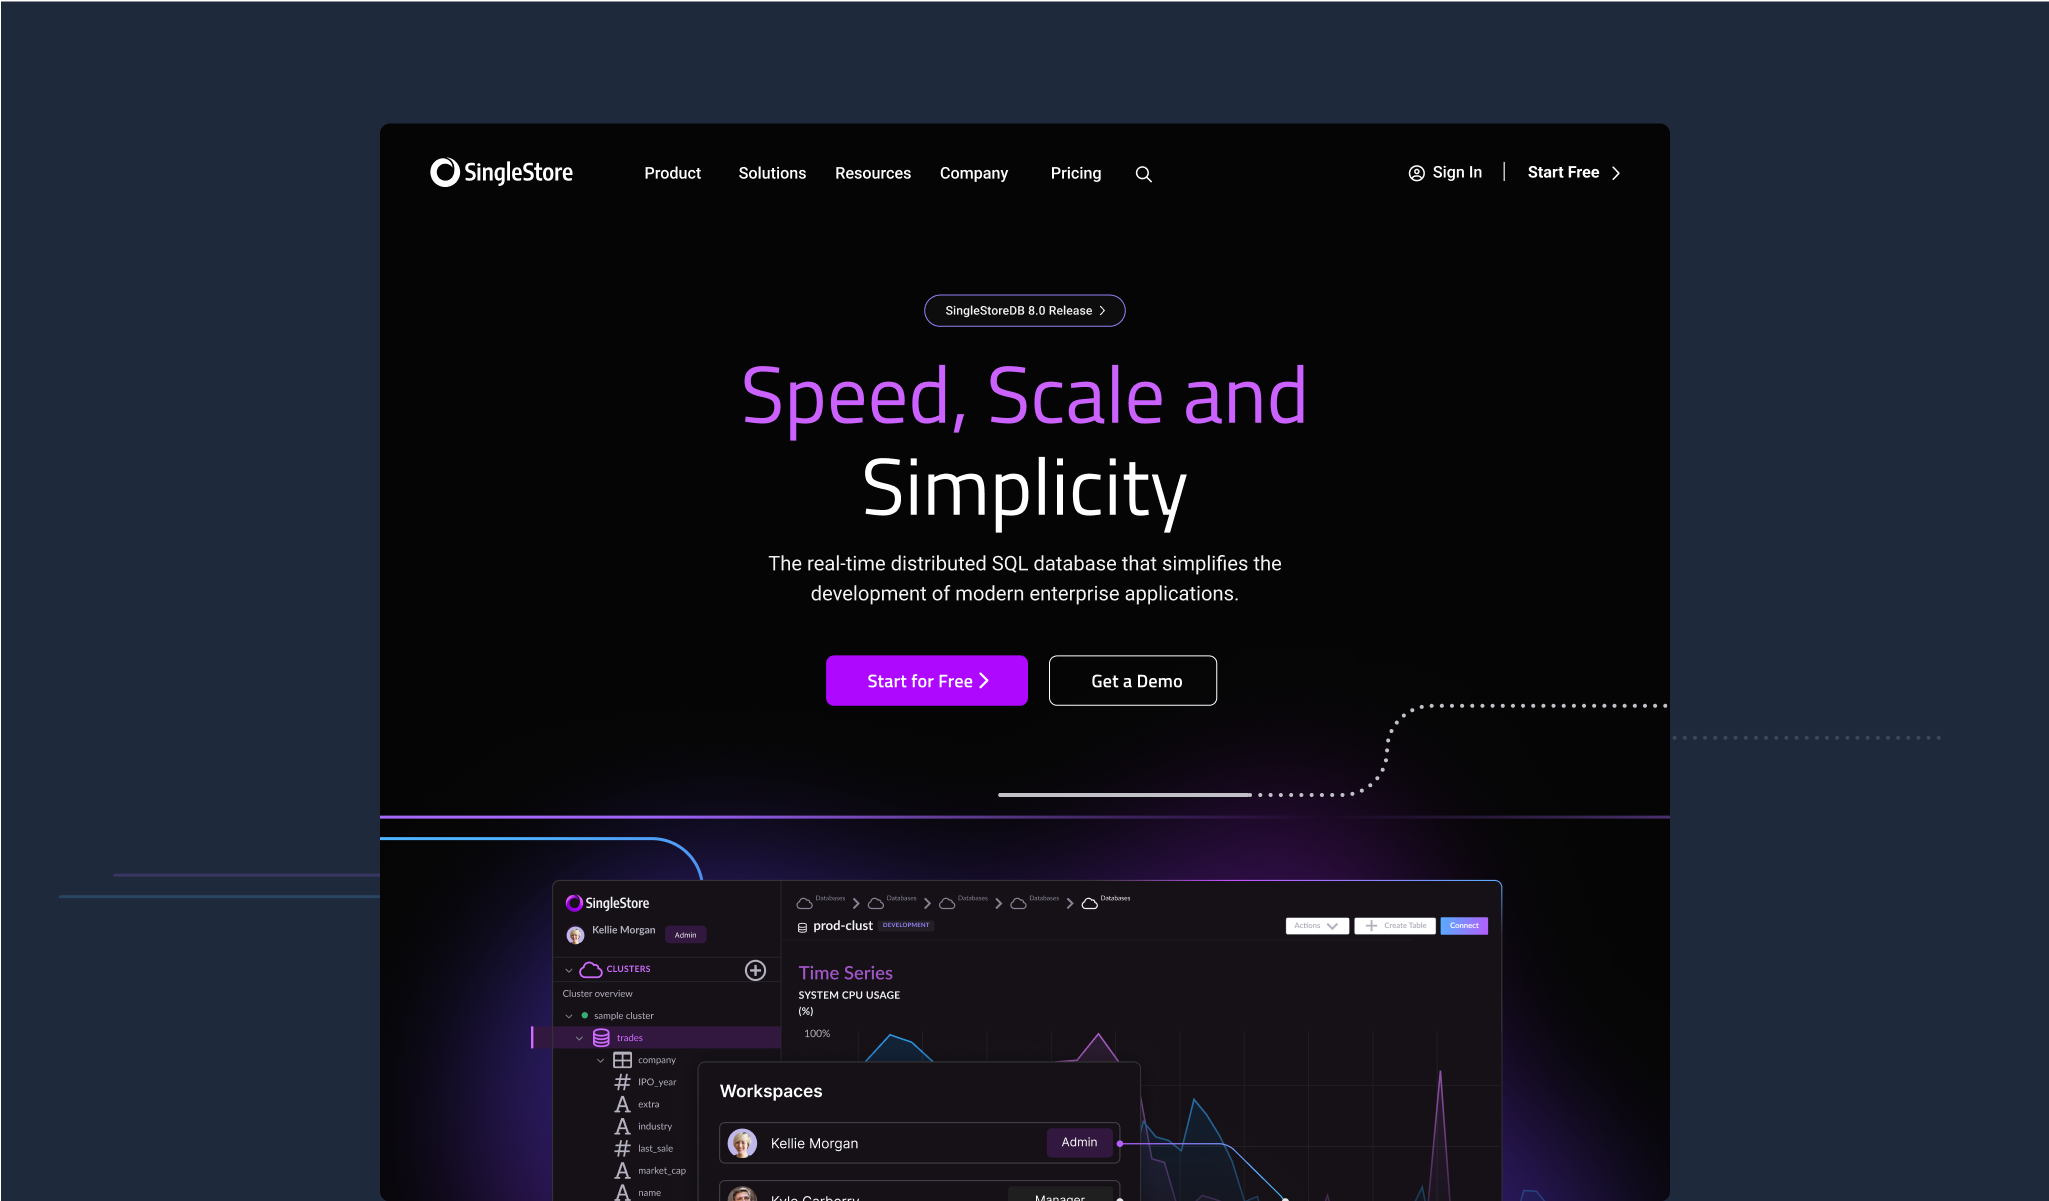 SingleStore
Product Solutions Resources Company Pricing
Sign In
Start Free
SingleStoreDB 8.0 Release
Speed, Scale and
Simplicity
The real-time distributed SQL database that simplifies the
development of modern enterprise applications.
Start for Free
Get a Demo
SingleStore
Kellie Morgan
Admin
CLUSTERS
Cluster overview
sample cluster
trades
company
IPO_year
extra
industry
last_sale
market_cap
name
Databases Databases Databases Databases Databases
prod-clust DEVELOPMENT
Actions
Create Table
Connect
Time Series
SYSTEM CPU USAGE
(%)
100%
Workspaces
Kellie Morgan Admin
Kyle Carberry Manager